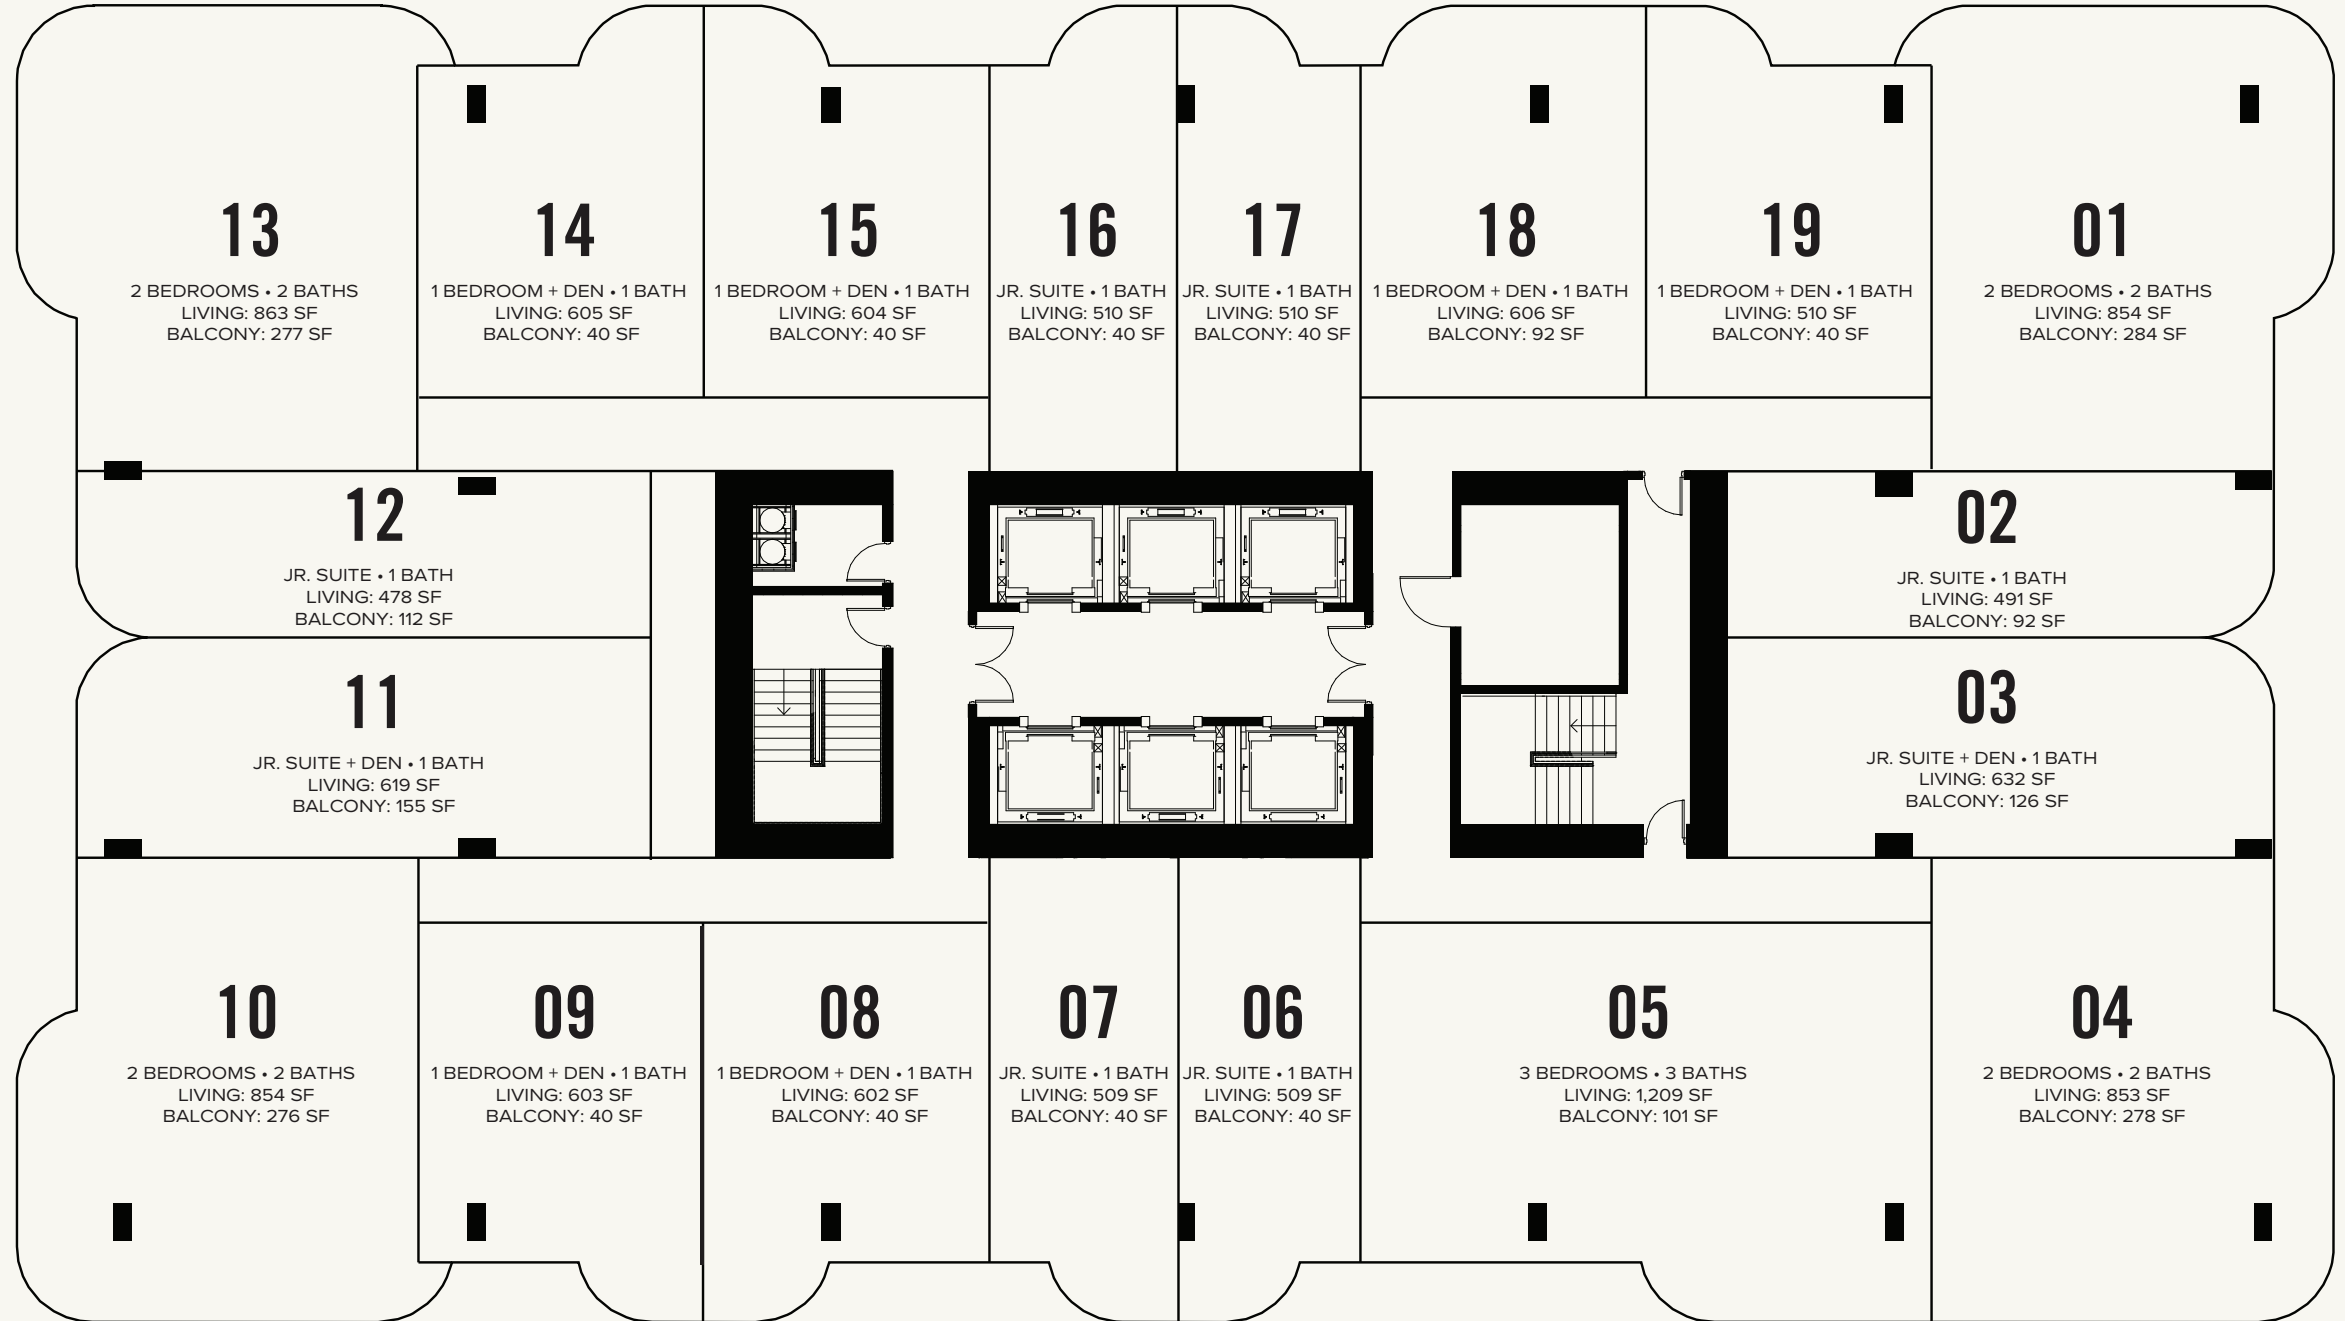 13
2 BEDROOMS • 2 BATHS
LIVING: 863 SF
BALCONY: 277 SF
14
1 BEDROOM + DEN • 1 BATH
LIVING: 605 SF
BALCONY: 40 SF
15
1 BEDROOM + DEN • 1 BATH
LIVING: 604 SF
BALCONY: 40 SF
16
JR. SUITE • 1 BATH
LIVING: 510 SF
BALCONY: 40 SF
17
JR. SUITE • 1 BATH
LIVING: 510 SF
BALCONY: 40 SF
18
1 BEDROOM + DEN • 1 BATH
LIVING: 606 SF
BALCONY: 92 SF
19
1 BEDROOM + DEN • 1 BATH
LIVING: 510 SF
BALCONY: 40 SF
01
2 BEDROOMS • 2 BATHS
LIVING: 854 SF
BALCONY: 284 SF
12
JR. SUITE • 1 BATH
LIVING: 478 SF
BALCONY: 112 SF
02
JR. SUITE • 1 BATH
LIVING: 491 SF
BALCONY: 92 SF
11
JR. SUITE + DEN • 1 BATH
LIVING: 619 SF
BALCONY: 155 SF
03
JR. SUITE + DEN • 1 BATH
LIVING: 632 SF
BALCONY: 126 SF
10
2 BEDROOMS • 2 BATHS
LIVING: 854 SF
BALCONY: 276 SF
09
1 BEDROOM + DEN • 1 BATH
LIVING: 603 SF
BALCONY: 40 SF
08
1 BEDROOM + DEN • 1 BATH
LIVING: 602 SF
BALCONY: 40 SF
07
JR. SUITE • 1 BATH
LIVING: 509 SF
BALCONY: 40 SF
06
JR. SUITE • 1 BATH
LIVING: 509 SF
BALCONY: 40 SF
05
3 BEDROOMS • 3 BATHS
LIVING: 1,209 SF
BALCONY: 101 SF
04
2 BEDROOMS • 2 BATHS
LIVING: 853 SF
BALCONY: 278 SF